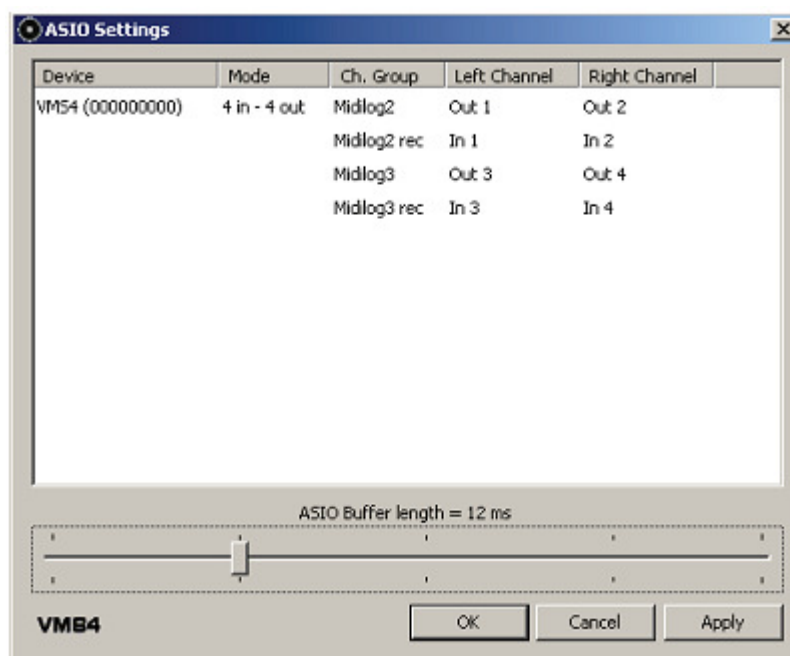 ASIO Settings
Device Mode Ch. Group Left Channel Right Channel
VMS4 (000000000) 4 in - 4 out Midilog2 Out 1 Out 2
Midilog2 rec In 1 In 2
Midilog3 Out 3 Out 4
Midilog3 rec In 3 In 4
ASIO Buffer length = 12 ms
VMS4 OK Cancel Apply